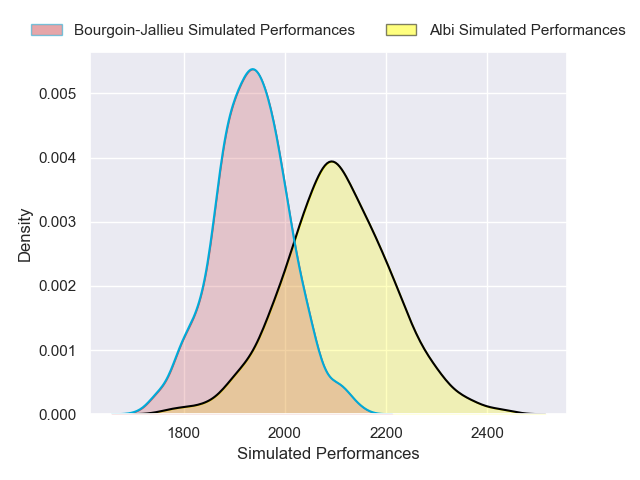 Bourgoin-Jallieu Simulated Performances
Albi Simulated Performances
0.005
0.004
0.003
0.002
0.001
0.000
Density
1800
2000
2200
2400
Simulated Performances